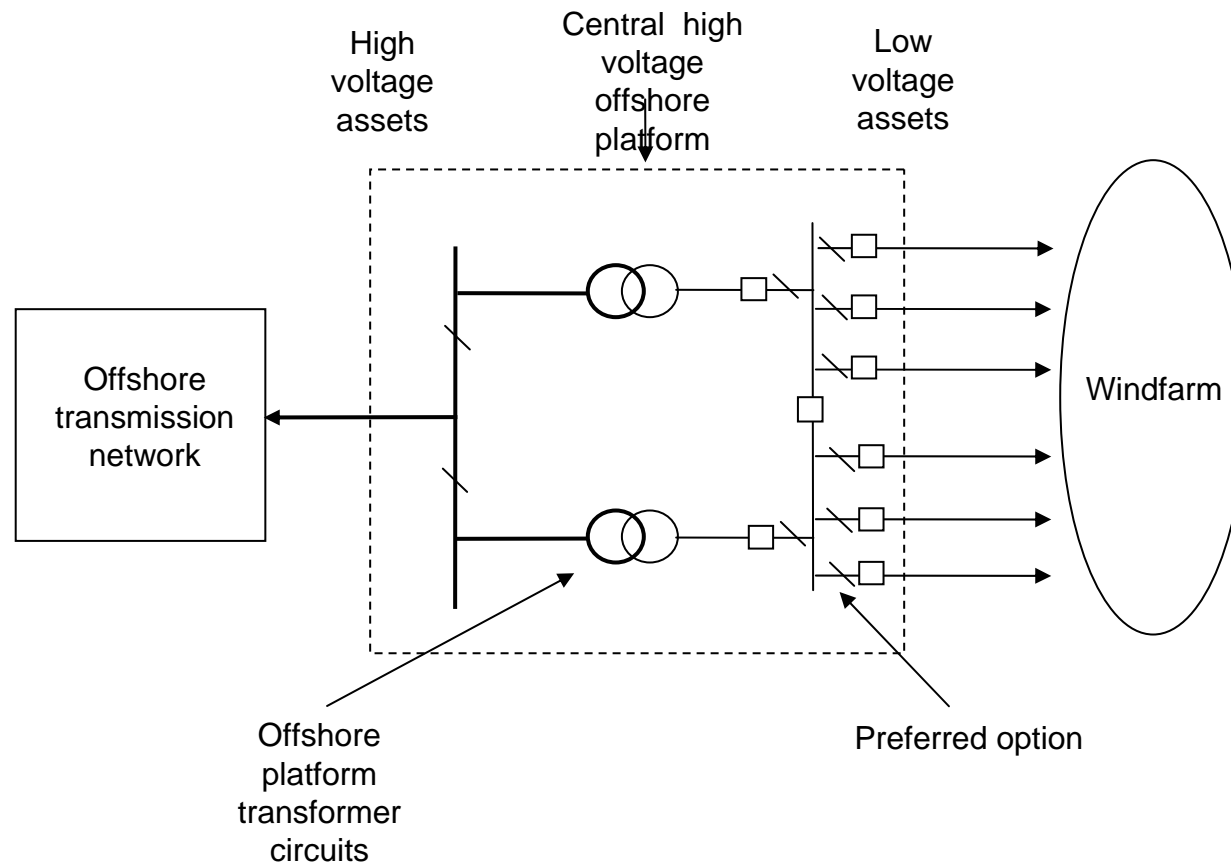 High
voltage
assets
Central high
voltage
offshore
platform
Low
voltage
assets
Offshore
transmission
network
Windfarm
Offshore
platform
transformer
circuits
Preferred option